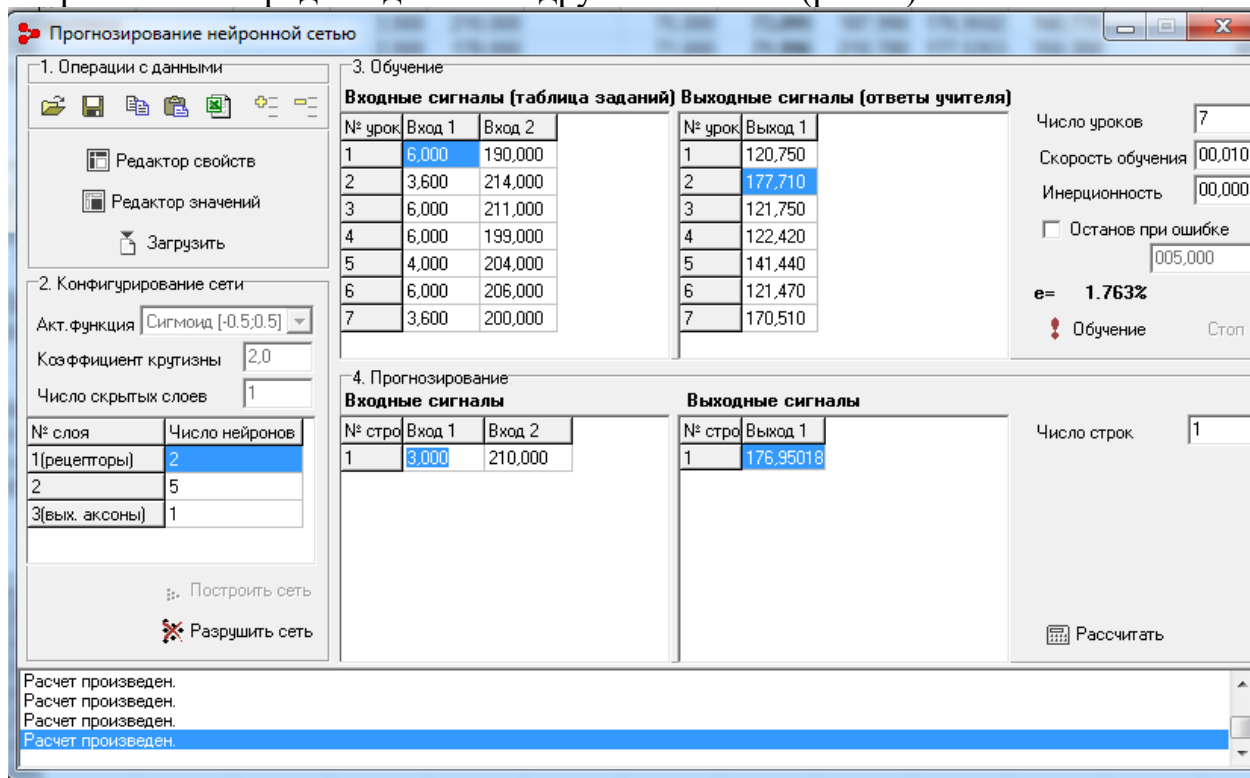 Прогнозирование нейронной сетью
1. Операции с данными
Редактор свойств
Редактор значений
Загрузить
2. Конфигурирование сети
Акт.функция Сигмоид [-0.5;0.5]
Коэффициент крутизны 2,0
Число скрытых слоев 1
№ слоя Число нейронов
1(рецепторы) 2
2 5
3(вых. аксоны) 1
Построить сеть
Разрушить сеть
3. Обучение
Входные сигналы (таблица заданий) Выходные сигналы (ответы учителя)
№ урок Вход 1 Вход 2
1 6,000 190,000
2 3,600 214,000
3 6,000 211,000
4 6,000 199,000
5 4,000 204,000
6 6,000 206,000
7 3,600 200,000
№ урок Выход 1
1 120,750
2 177,710
3 121,750
4 122,420
5 141,440
6 121,470
7 170,510
Число уроков 7
Скорость обучения 00,010
Инерционность 00,000
Останов при ошибке
005,000
e= 1.763%
Обучение Стоп
4. Прогнозирование
Входные сигналы
№ стро Вход 1 Вход 2
1 3,000 210,000
Выходные сигналы
№ стро Выход 1
1 176,95018
Число строк 1
Рассчитать
Расчет произведен.
Расчет произведен.
Расчет произведен.
Расчет произведен.